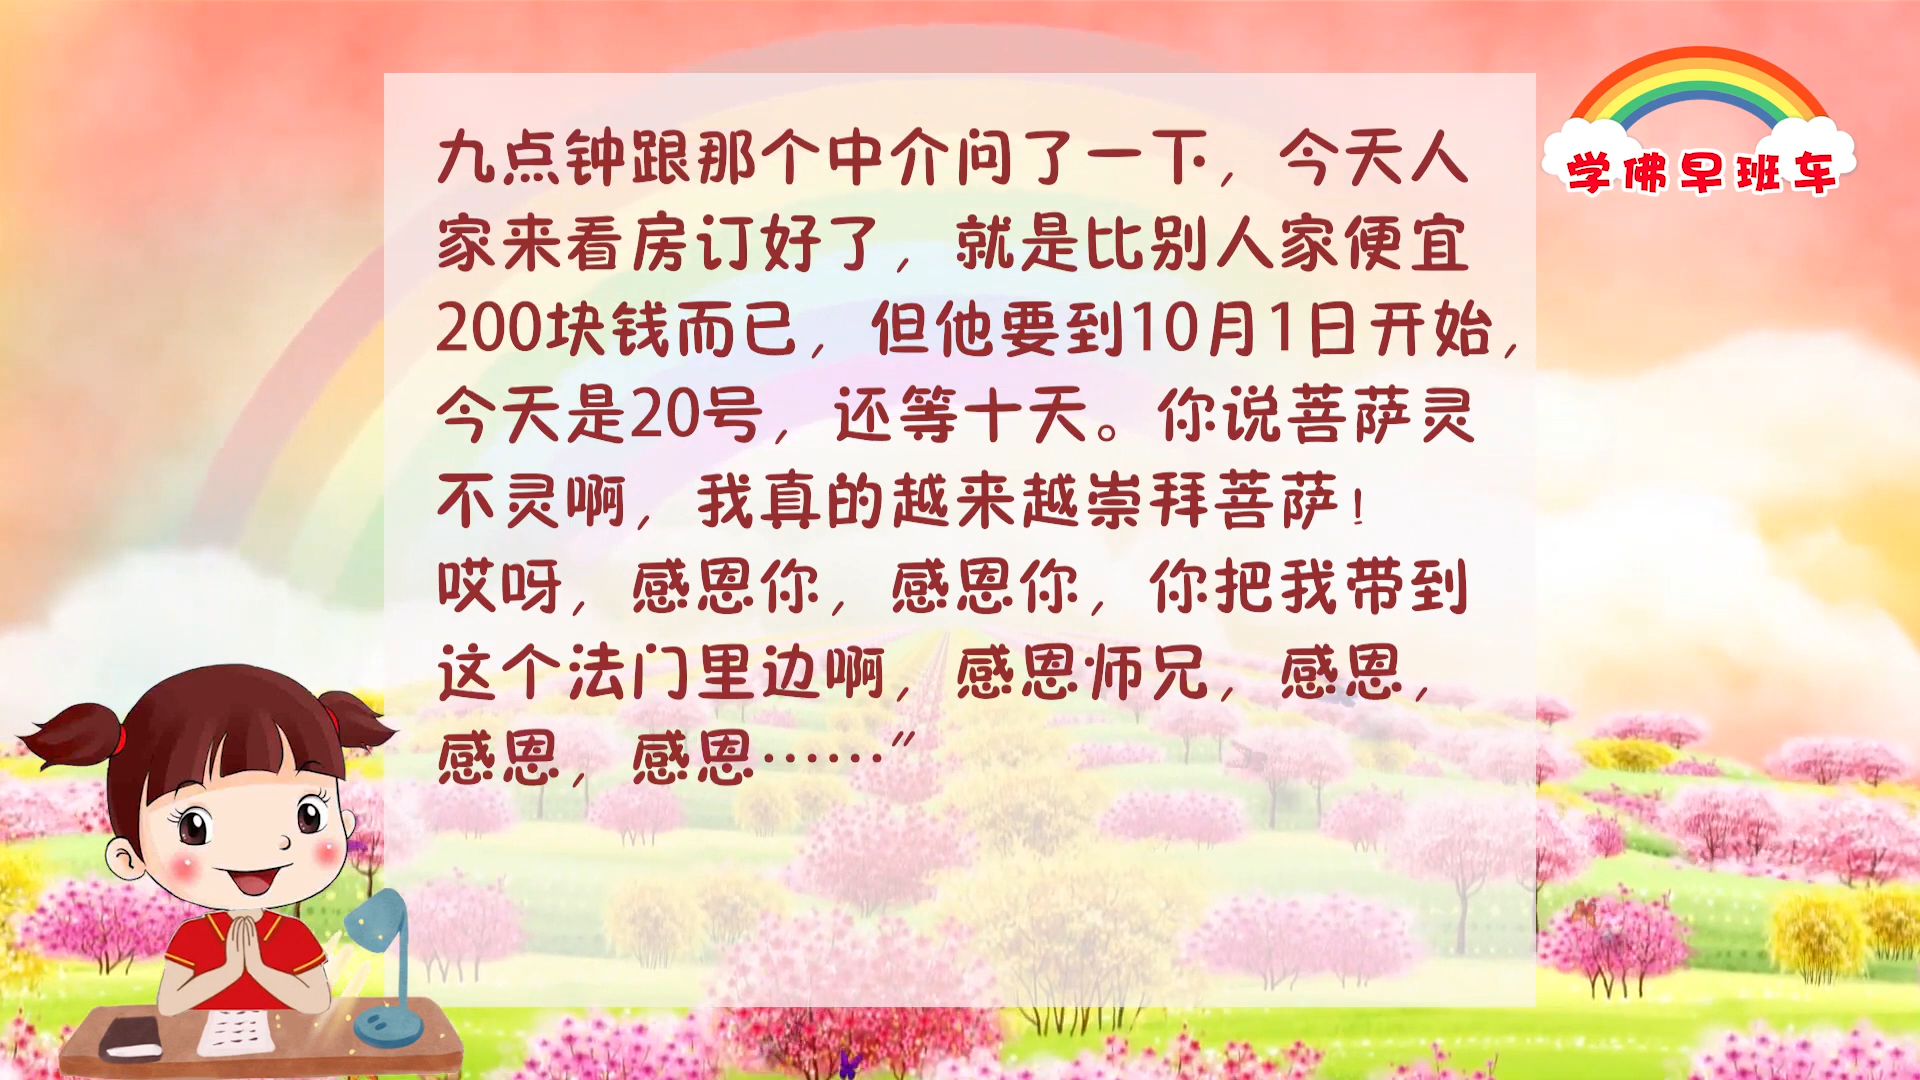 九点钟跟那个中介问了一下，今天人
家来看房订好了，就是比别人家便宜
200块钱而已，但他要到10月1日开始，
今天是20号，还等十天。你说菩萨灵
不灵啊，我真的越来越崇拜菩萨！
哎呀，感恩你，感恩你，你把我带到
这个法门里边啊，感恩师兄，感恩，
感恩，感恩……”
学佛早班车